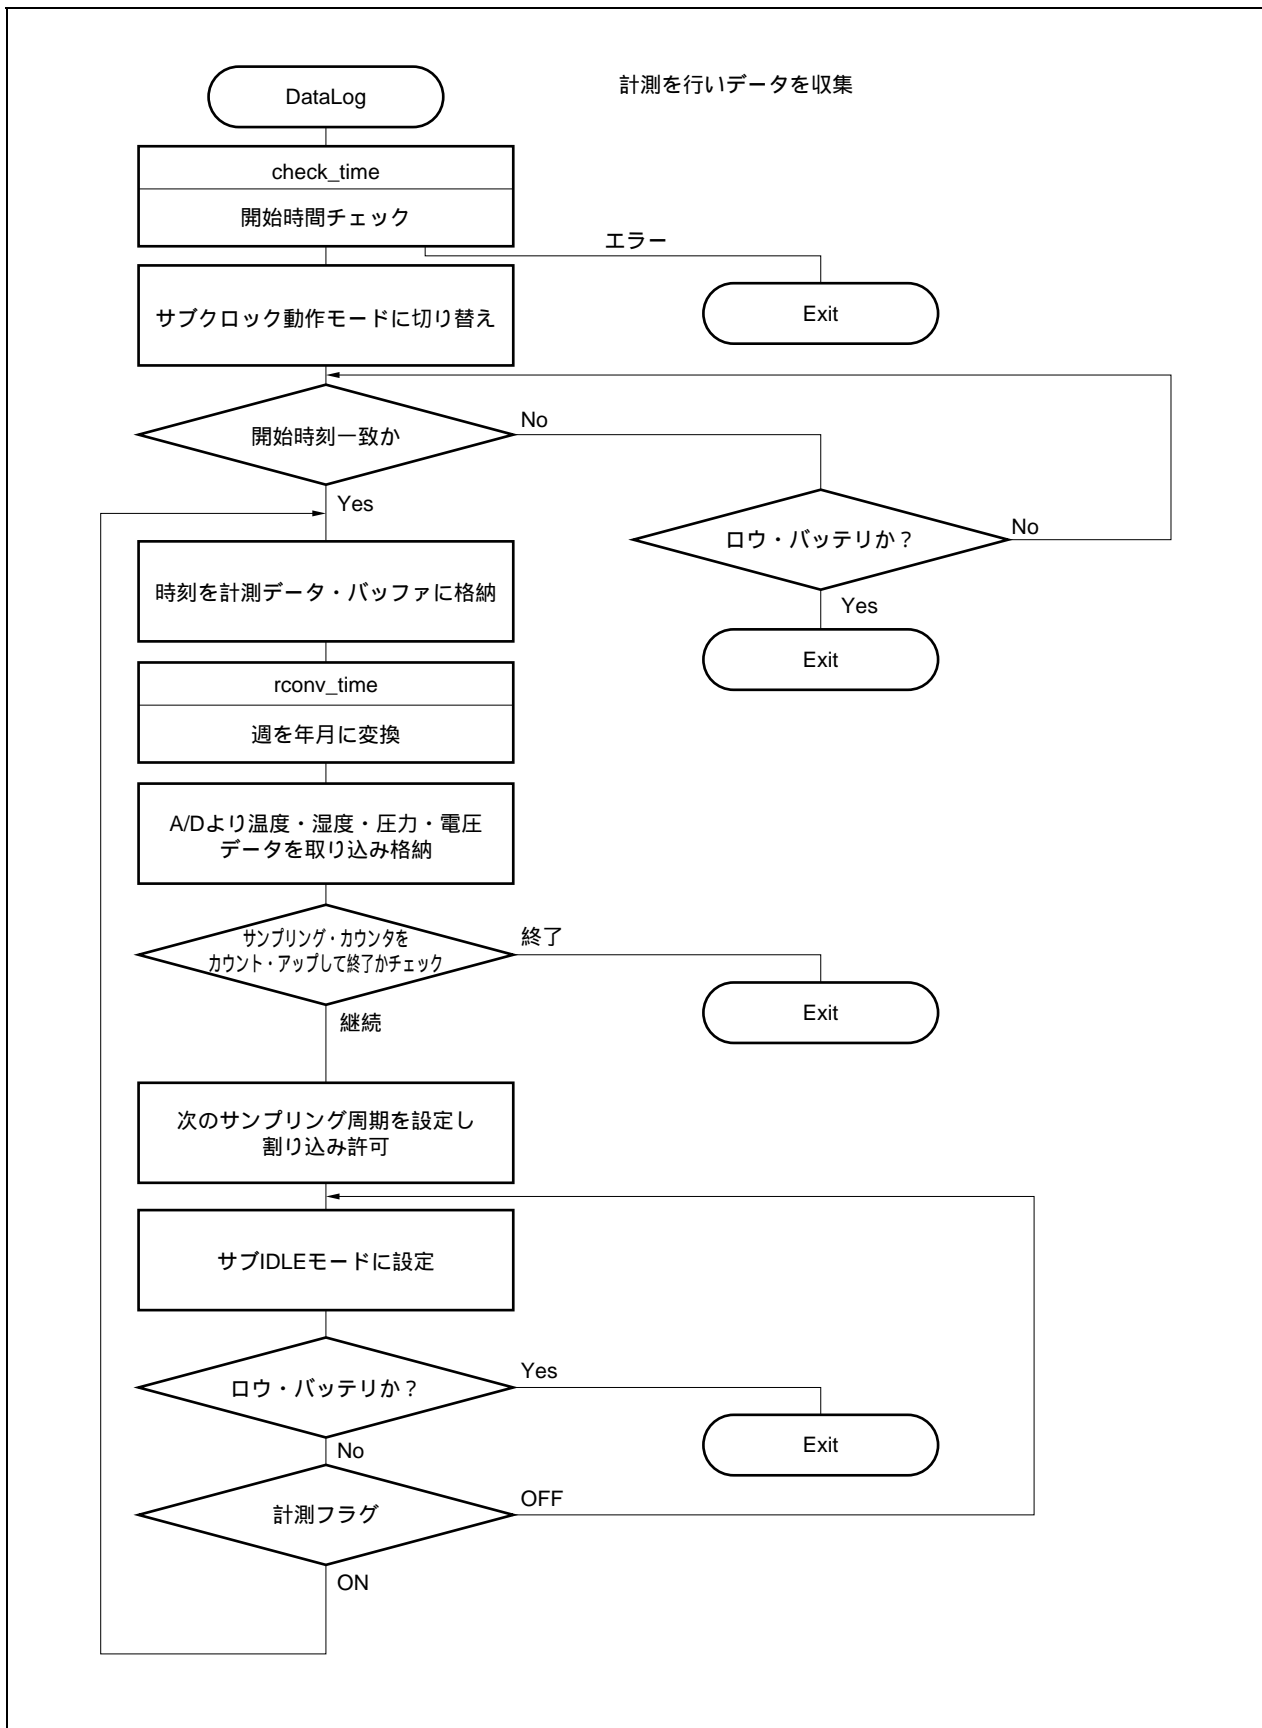 計測を行いデータを収集
DataLog
check_time
開始時間チェック
エラー
Exit
サブクロック動作モードに切り替え
開始時刻一致か
No
Yes
ロウ・バッテリか？
No
Yes
Exit
時刻を計測データ・バッファに格納
rconv_time
週を年月に変換
A/Dより温度・湿度・圧力・電圧
データを取り込み格納
サンプリング・カウンタを
カウント・アップして終了かチェック
終了
Exit
継続
次のサンプリング周期を設定し
割り込み許可
サブIDLEモードに設定
ロウ・バッテリか？
Yes
Exit
No
計測フラグ
OFF
ON